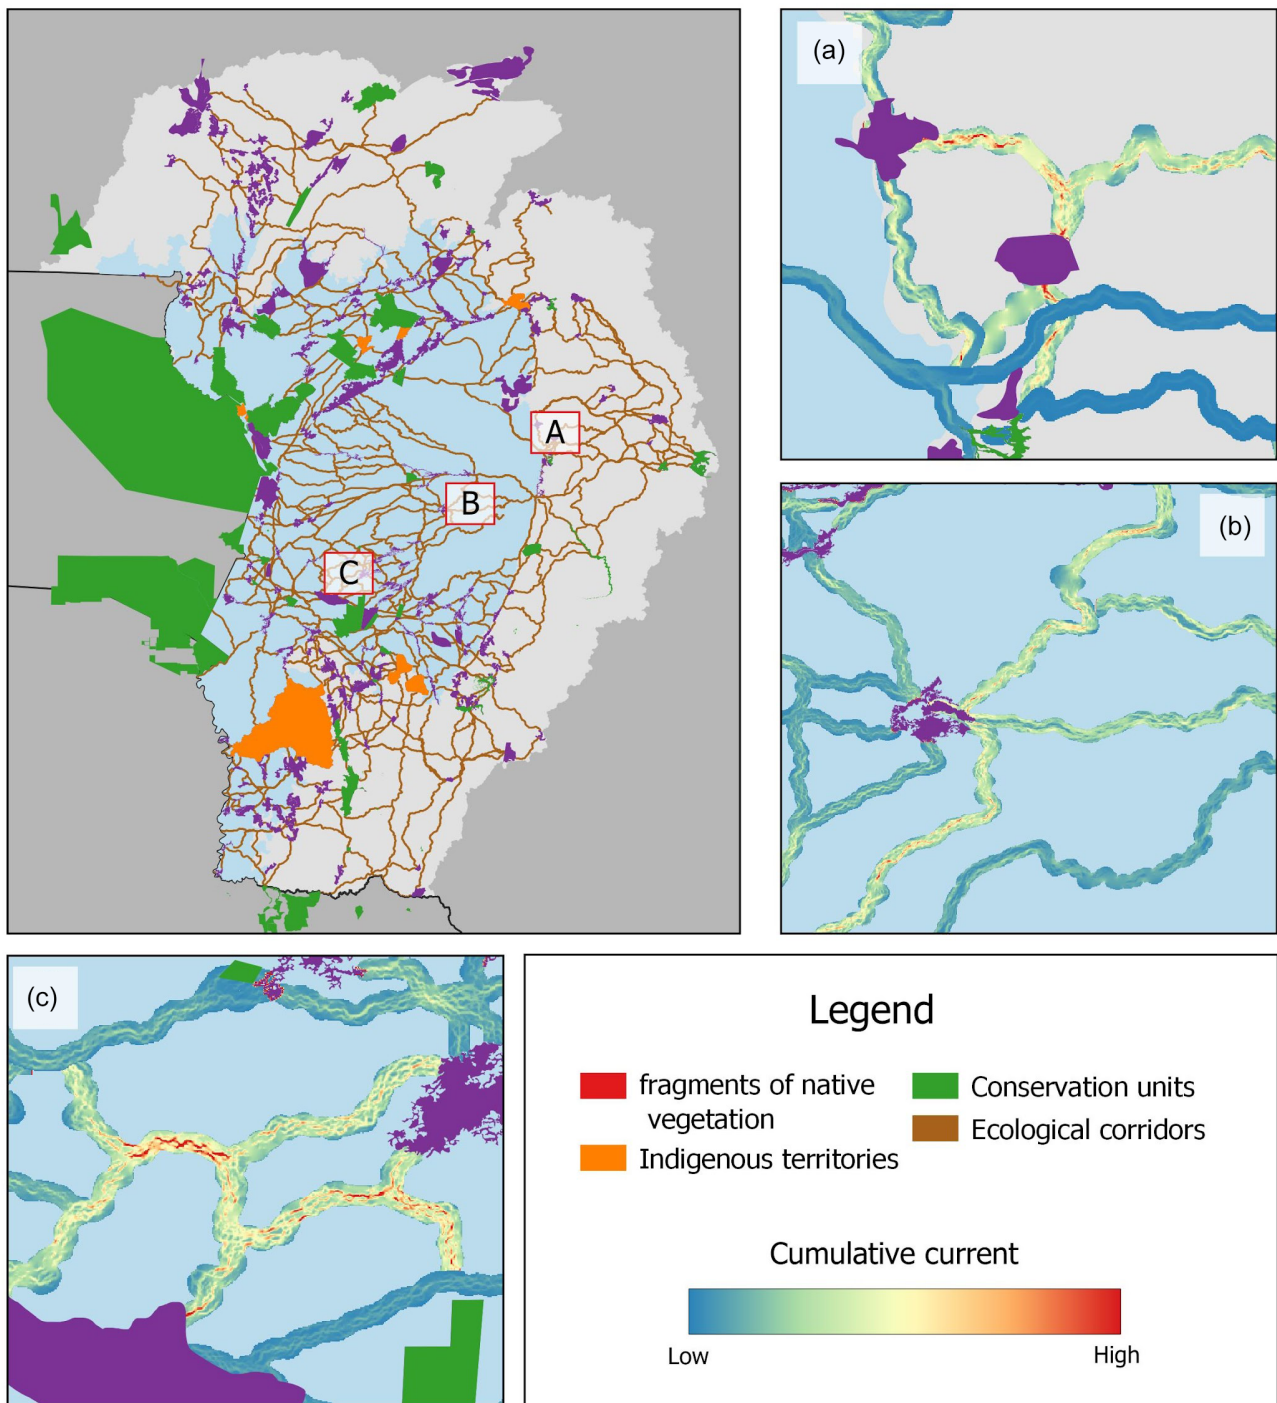 A
B
C
(a)
(b)
(c)
Legend
fragments of native
vegetation
Indigenous territories
Conservation units
Ecological corridors
Cumulative current
Low
High